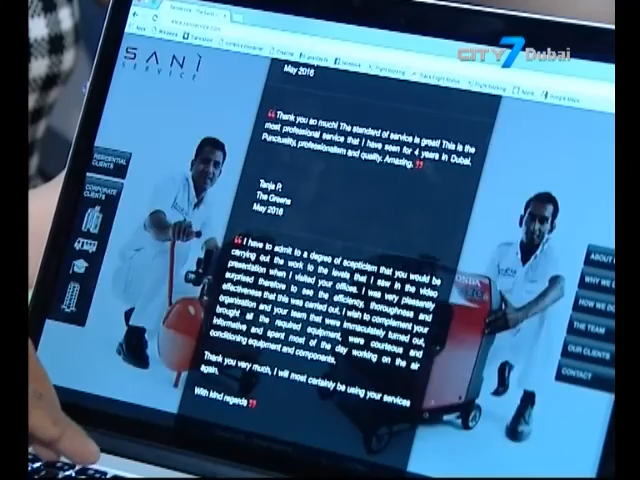 CITY7 Dubai
SANI
SERVICE
May 2016
Thank you so much! The standard of service is great! This is the
most professional service that I have seen for 4 years in Dubai,
Punctuality, professionalism and quality. Amazing.
Tanja P.
The Greens
May 2016
I have to admit to a degree of scepticism that you would be
carrying out the work to the levels that I saw in the video
presentation when I visited your offices. I was very pleasantly
surprised therefore to see the efficiency, thoroughness and
effectiveness that this was carried out. I wish to complement your
organisation and your team that were immaculately turned out,
brought all the required equipment, were courteous and
informative and spent most of the day working on the air
conditioning equipment and components.
Thank you very much, I will most certainly be using your services
again.
With kind regards
RESIDENTIAL
CLIENTS
CORPORATE
CLIENTS
HONDA
ABOUT
WHY WE
HOW WE DO
THE TEAM
OUR CLIENTS
CONTACT